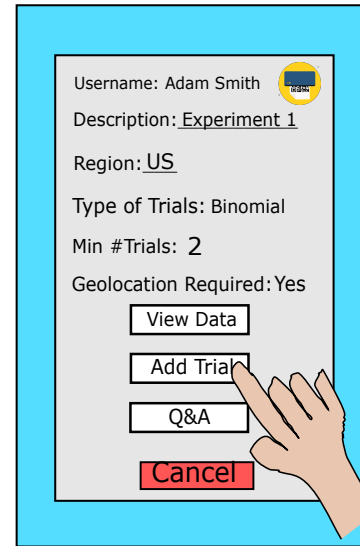 Username: Adam Smith
Description: Experiment 1
Region: US
Type of Trials: Binomial
Min #Trials: 2
Geolocation Required: Yes
View Data
Add Trial
Q&A
Cancel